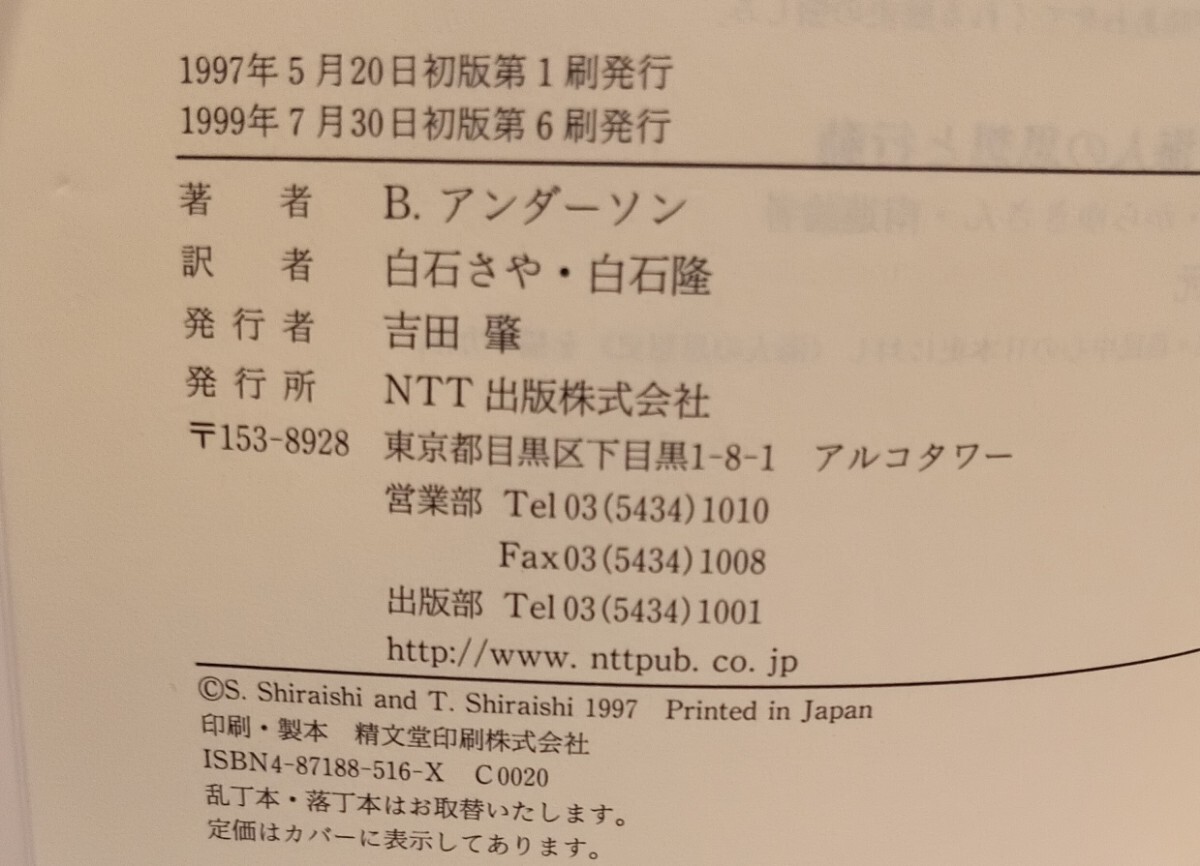 1997年5月20日初版第1刷発行
1999年7月30日初版第6刷発行
著者 B. アンダーソン
訳者 白石さや・白石隆
発行者 吉田 肇
発行所 NTT出版株式会社
〒153-8928 東京都目黒区下目黒1-8-1 アルコタワー
営業部 Tel 03(5434)1010
Fax 03(5434)1008
出版部 Tel 03(5434)1001
http://www. nttpub. co. jp
©S. Shiraishi and T. Shiraishi 1997 Printed in Japan
印刷・製本 精文堂印刷株式会社
ISBN4-87188-516-X C0020
乱丁本・落丁本はお取替いたします。
定価はカバーに表示してあります。